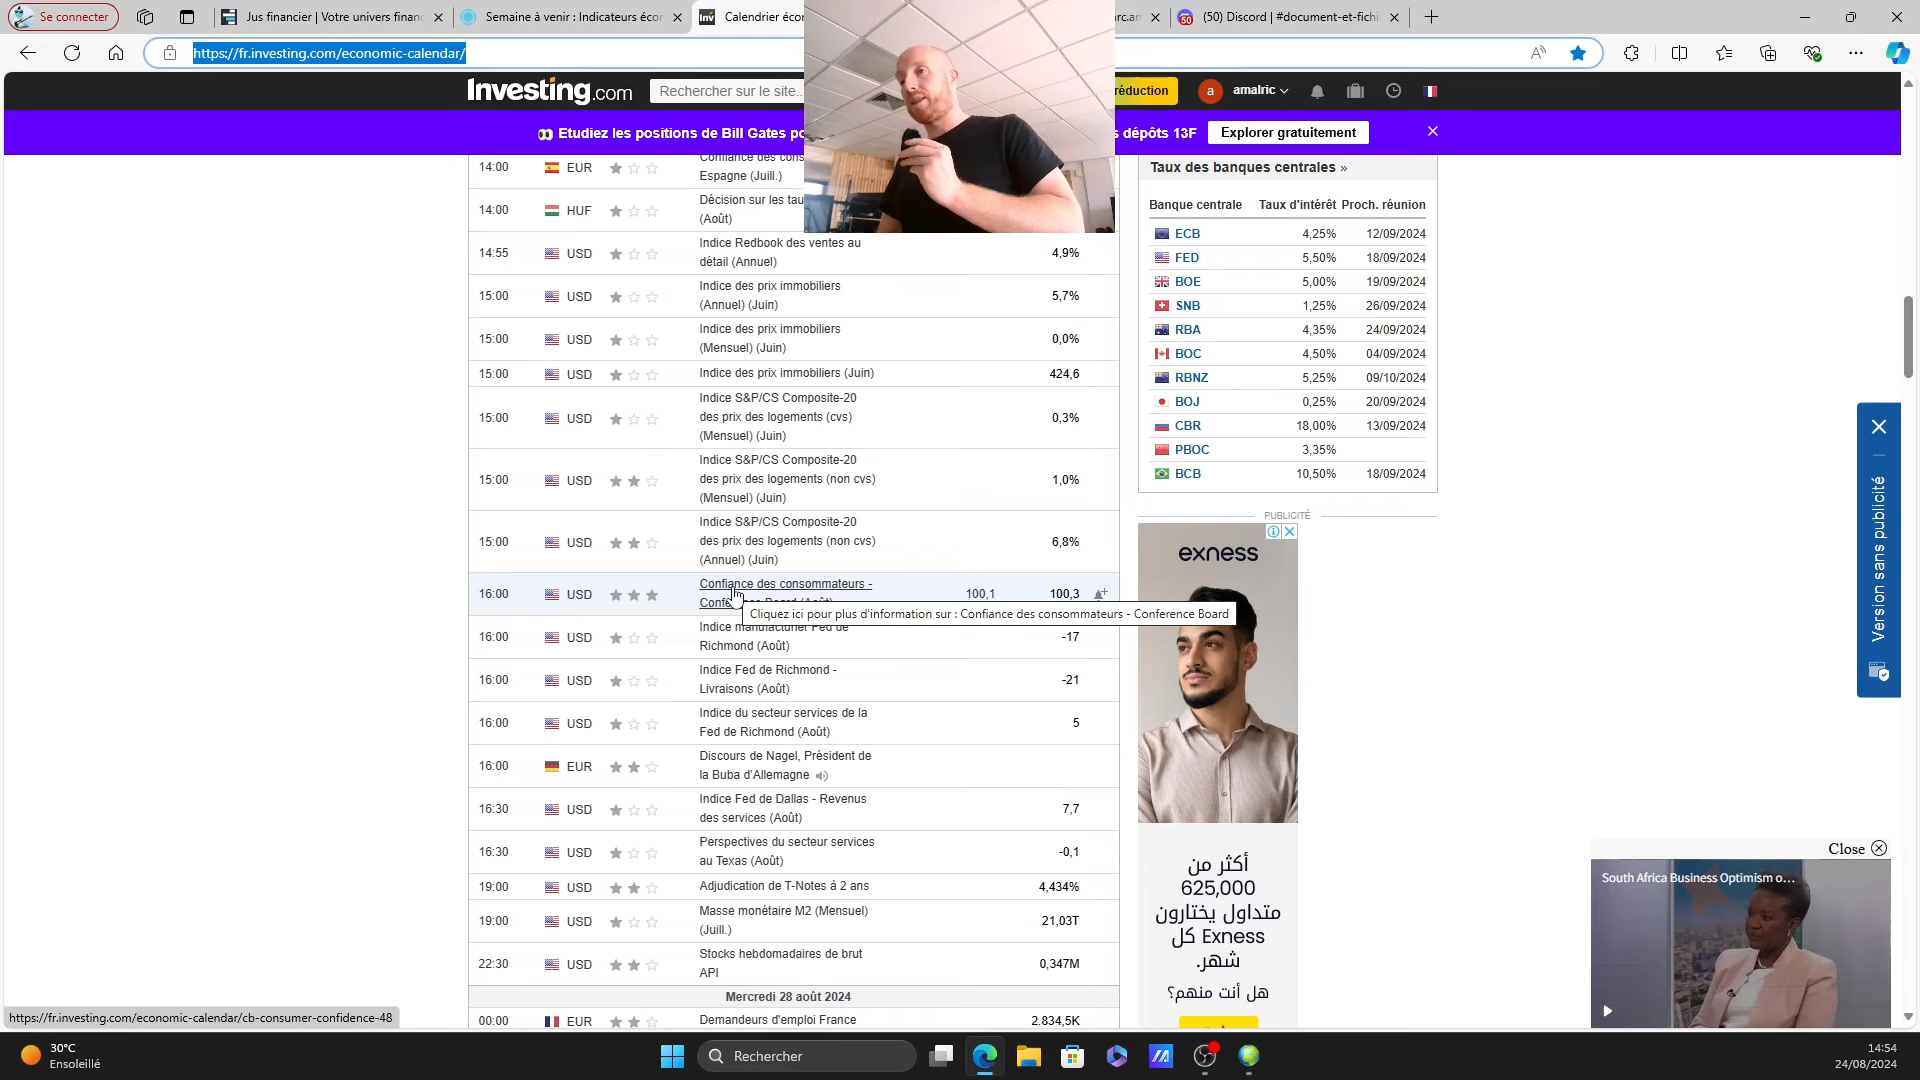 Se connecter
Jus financier | Votre univers finan
Semaine à venir : Indicateurs écor
Inv
Calendrier éco
rc.an
50
(50) Discord | #document-et-fichi
https://fr.investing.com/economic-calendar/
Investing.com
Rechercher sur le site...
réduction
a
amalric
Etudiez les positions de Bill Gates
s dépôts 13F
Explorer gratuitement
14:00 EUR Confiance des cons
Espagne (Juill.)
14:00 HUF Décision sur les tau
(Août)
14:55 USD Indice Redbook des ventes au
détail (Annuel) 4,9%
15:00 USD Indice des prix immobiliers
(Annuel) (Juin) 5,7%
15:00 USD Indice des prix immobiliers
(Mensuel) (Juin) 0,0%
15:00 USD Indice des prix immobiliers (Juin) 424,6
15:00 USD Indice S&P/CS Composite-20
des prix des logements (cvs)
(Mensuel) (Juin) 0,3%
15:00 USD Indice S&P/CS Composite-20
des prix des logements (non cvs)
(Mensuel) (Juin) 1,0%
15:00 USD Indice S&P/CS Composite-20
des prix des logements (non cvs)
(Annuel) (Juin) 6,8%
16:00 USD Confiance des consommateurs -
100,1 100,3
Cliquez ici pour plus d'information sur : Confiance des consommateurs - Conference Board
16:00 USD Indice manufacturier Fed de
Richmond (Août) -17
16:00 USD Indice Fed de Richmond -
Livraisons (Août) -21
16:00 USD Indice du secteur services de la
Fed de Richmond (Août) 5
16:00 EUR Discours de Nagel, Président de
la Buba d'Allemagne
16:30 USD Indice Fed de Dallas - Revenus
des services (Août) 7,7
16:30 USD Perspectives du secteur services
au Texas (Août) -0,1
19:00 USD Adjudication de T-Notes à 2 ans 4,434%
19:00 USD Masse monétaire M2 (Mensuel)
(Juill.) 21,03T
22:30 USD Stocks hebdomadaires de brut
API 0,347M
Mercredi 28 août 2024
00:00 EUR Demandeurs d'emploi France 2.834,5K
Taux des banques centrales »
Banque centrale Taux d'intérêt Proch. réunion
ECB 4,25% 12/09/2024
FED 5,50% 18/09/2024
BOE 5,00% 19/09/2024
SNB 1,25% 26/09/2024
RBA 4,35% 24/09/2024
BOC 4,50% 04/09/2024
RBNZ 5,25% 09/10/2024
BOJ 0,25% 20/09/2024
CBR 18,00% 13/09/2024
PBOC 3,35%
BCB 10,50% 18/09/2024
PUBLICITÉ
exness
أكثر من
625,000
متداول يختارون
Exness كل
شهر.
هل أنت منهم؟
Version sans publicité
Close
South Africa Business Optimism o...
https://fr.investing.com/economic-calendar/cb-consumer-confidence-48
30°C
Ensoleillé
Rechercher
14:54
24/08/2024